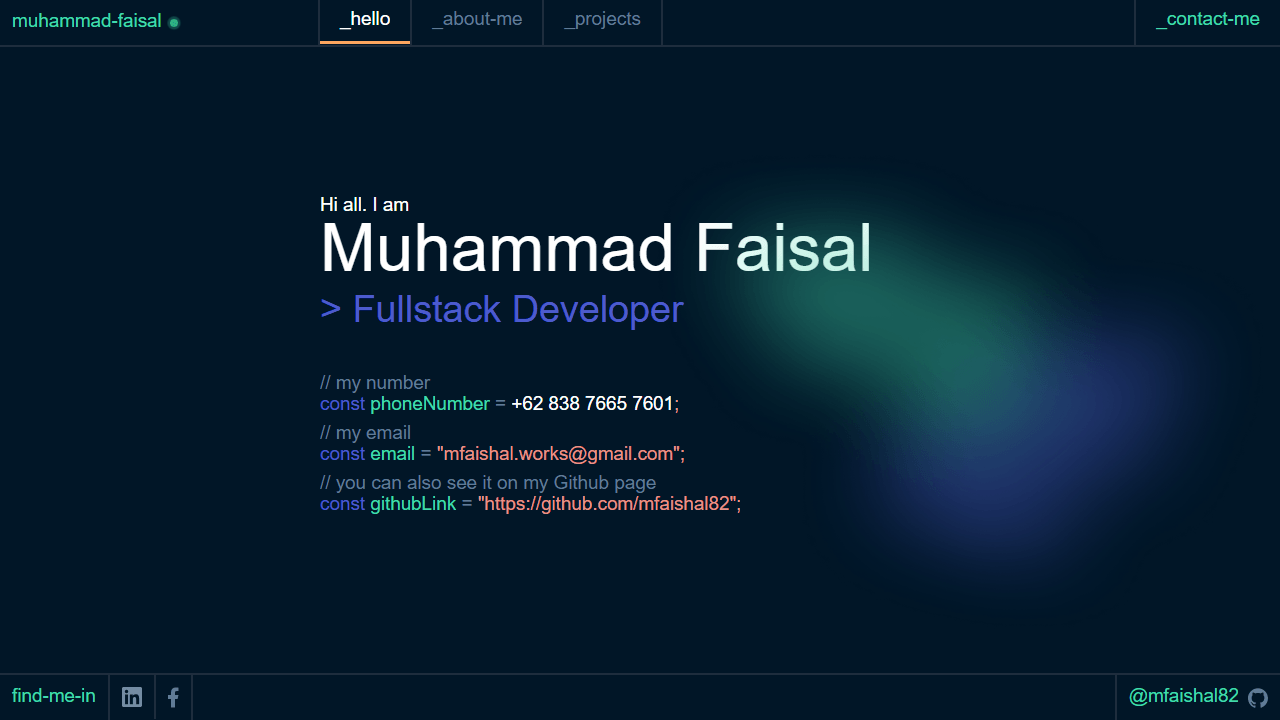 muhammad-faisal
_hello
_about-me
_projects
_contact-me
Hi all. I am
Muhammad Faisal
> Fullstack Developer
// my number
const phoneNumber = +62 838 7665 7601;
// my email
const email = "mfaishal.works@gmail.com";
// you can also see it on my Github page
const githubLink = "https://github.com/mfaishal82";
find-me-in
@mfaishal82